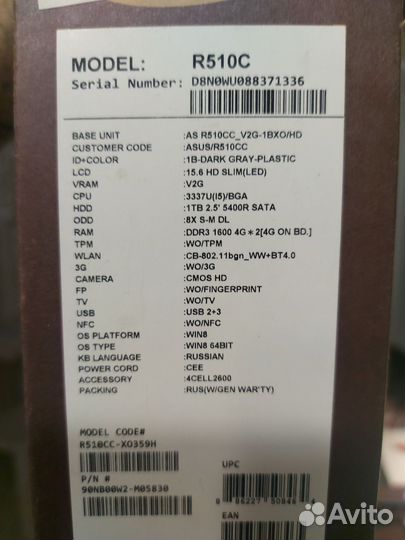 MODEL: R510C
Serial Number: D8N0WU088371336
BASE UNIT :AS R510CC_V2G-1BXO/HD
CUSTOMER CODE :ASUS/R510CC
ID+COLOR :1B-DARK GRAY-PLASTIC
LCD :15.6 HD SLIM(LED)
VRAM :V2G
CPU :3337U(I5)/BGA
HDD :1TB 2.5' 5400R SATA
ODD :8X S-M DL
RAM :DDR3 1600 4G*2[4G ON BD.]
TPM :WO/TPM
WLAN :CB-802.11bgn_WW+BT4.0
3G :WO/3G
CAMERA :CMOS HD
FP :WO/FINGERPRINT
TV :WO/TV
USB :USB 2+3
NFC :WO/NFC
OS PLATFORM :WIN8
OS TYPE :WIN8 64BIT
KB LANGUAGE :RUSSIAN
POWER CORD :CEE
ACCESSORY :4CELL2600
PACKING :RUS(W/GEN WAR'TY)
MODEL CODE#
R510CC-XO359H
UPC
P/N #
90NB00W2-M05830
EAN
Avito